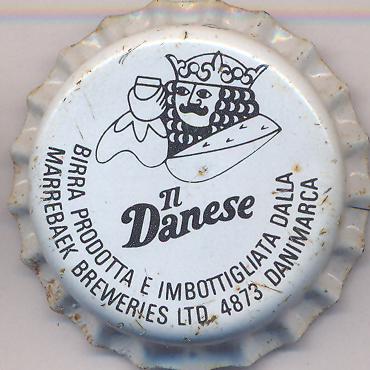 Il
Danese
BIRRA PRODOTTA E IMBOTTIGLIATA DALLA
MARREBAEK BREWERIES LTD. 4873 DANIMARCA